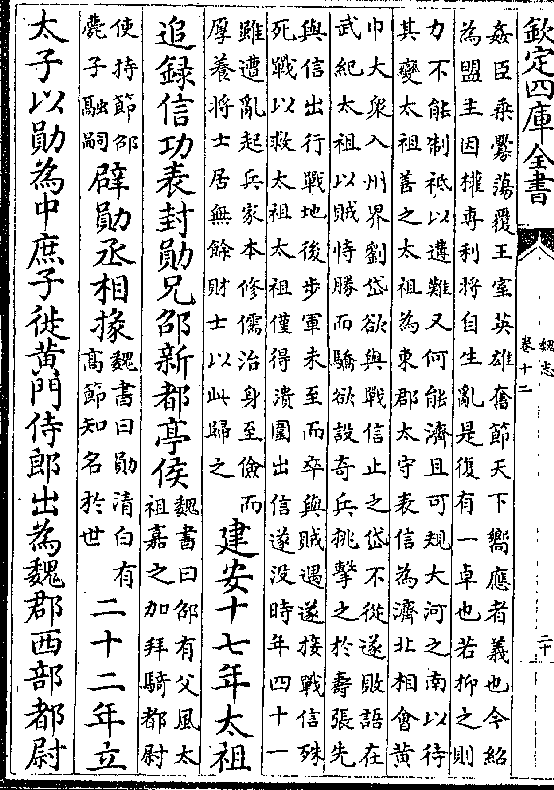 欽定四庫全書
魏志
卷十二
二十
姦臣乘釁蕩覆王室英雄奮節天下嚮應者義也今紹
為盟主因權專利將自生亂是復有一卓也若抑之則
力不能制祗以遘難又何能濟且可規大河之南以待
其變太祖善之太祖為東郡太守表信為濟北相會黃
巾大衆入州界劉岱欲與戰信止之岱不從遂敗語在
武紀太祖以賊恃勝而驕欲設奇兵挑擊之於壽張先
與信出行戰地後步軍未至而卒與賊遇遂接戰信殊
死戰以救太祖太祖僅得潰圍出信遂没時年四十一
雖遭亂起兵家本修儒治身至儉而
厚養將士居無餘財士以此歸之
建安十七年太祖
追録信功表封勛兄邵新都亭侯
魏書曰邵有父風太
祖嘉之加拜騎都尉
使持節邵
薨子融嗣
辟勛丞相掾
魏書曰勛清白有
高節知名於世
二十二年立
太子以勛為中庶子徙黄門侍郎出為魏郡西部都尉